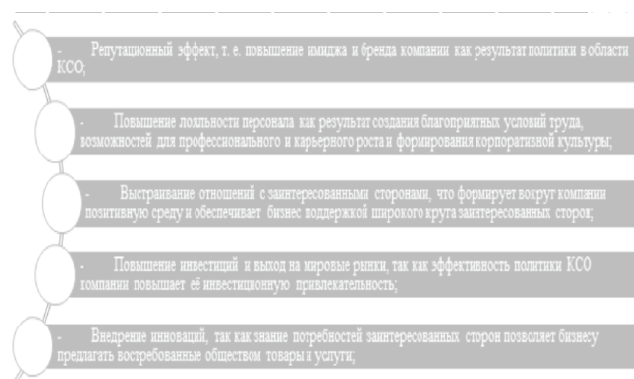 - Репутационный эффект, т. е. повышение имиджа и бренда компании как результат политики в области
КСО;
- Повышение лояльности персонала как результат создания благоприятных условий труда,
возможностей для профессионального и карьерного роста и формирования корпоративной культуры;
- Выстраивание отношений с заинтересованными сторонами, что формирует вокруг компании
позитивную среду и обеспечивает бизнес поддержкой широкого круга заинтересованных сторон;
- Повышение инвестиций и выход на мировые рынки, так как эффективность политики КСО
компании повышает её инвестиционную привлекательность;
- Внедрение инноваций, так как знание потребностей заинтересованных сторон позволяет бизнесу
предлагать востребованные обществом товары и услуги;